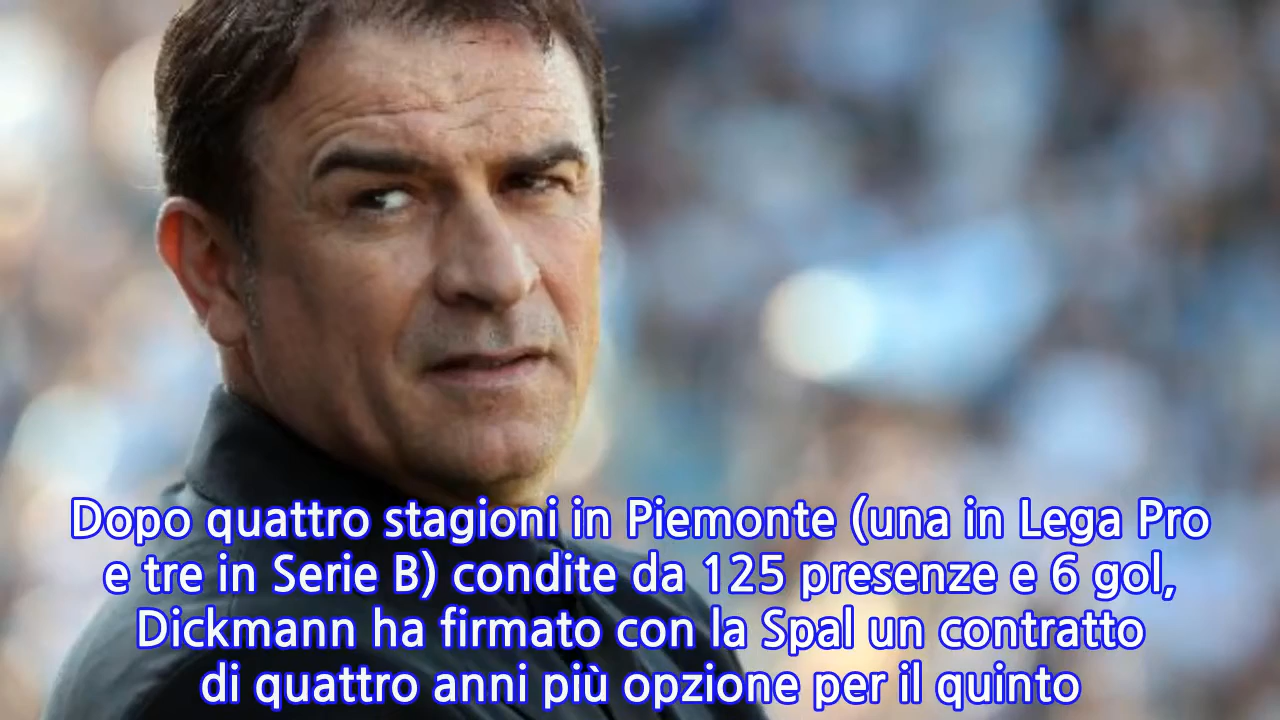 Dopo quattro stagioni in Piemonte (una in Lega Pro
e tre in Serie B) condite da 125 presenze e 6 gol,
Dickmann ha firmato con la Spal un contratto
di quattro anni più opzione per il quinto